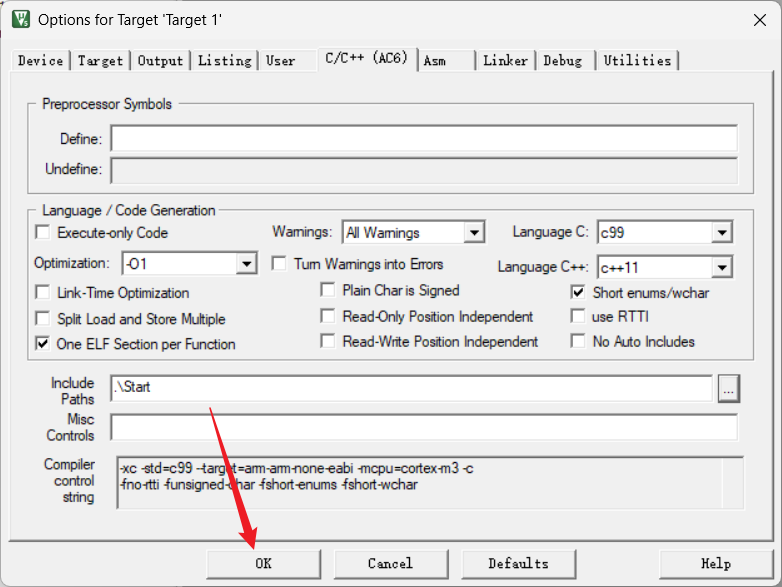 Options for Target 'Target 1'
Device Target Output Listing User C/C++ (AC6) Asm Linker Debug Utilities
Preprocessor Symbols
Define:
Undefine:
Language / Code Generation
Execute-only Code Warnings: All Warnings Language C: c99
Optimization: -O1 Turn Warnings into Errors Language C++: c++11
Link-Time Optimization Plain Char is Signed Short enums/wchar
Split Load and Store Multiple Read-Only Position Independent use RTTI
One ELF Section per Function Read-Write Position Independent No Auto Includes
Include
Paths
.\Start
...
Misc
Controls
Compiler
control
string
-xc -std=c99 --target=arm-arm-none-eabi -mcpu=cortex-m3 -c
-fno-rtti -funsigned-char -fshort-enums -fshort-wchar
OK Cancel Defaults Help